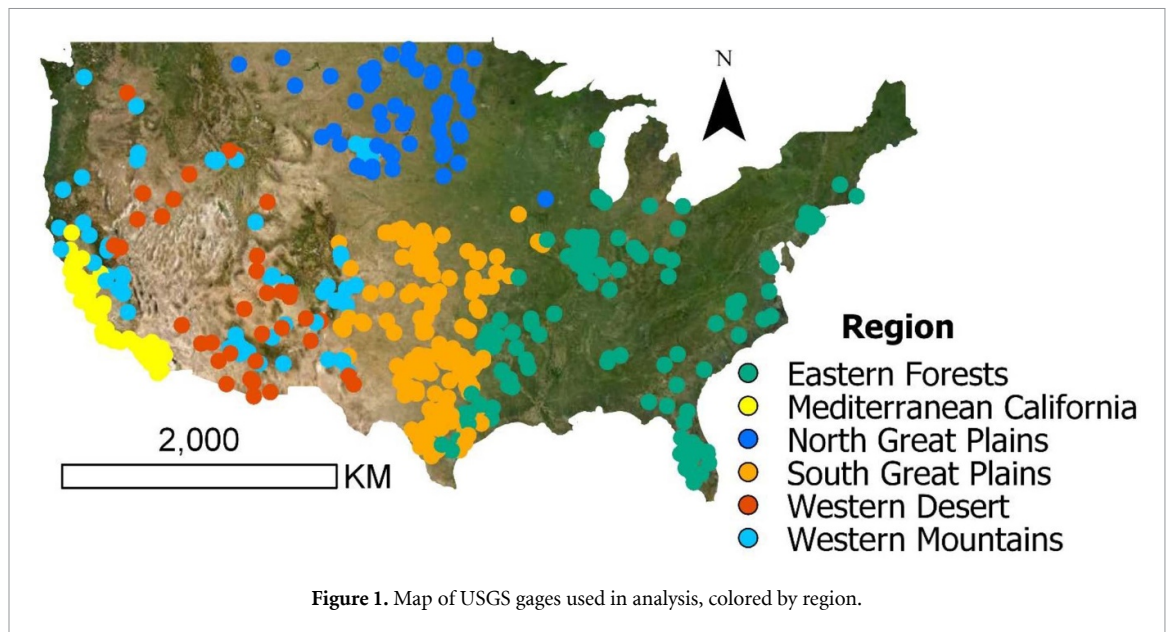 N
Region
Eastern Forests
Mediterranean California
North Great Plains
South Great Plains
Western Desert
Western Mountains
2,000
KM
Figure 1. Map of USGS gages used in analysis, colored by region.